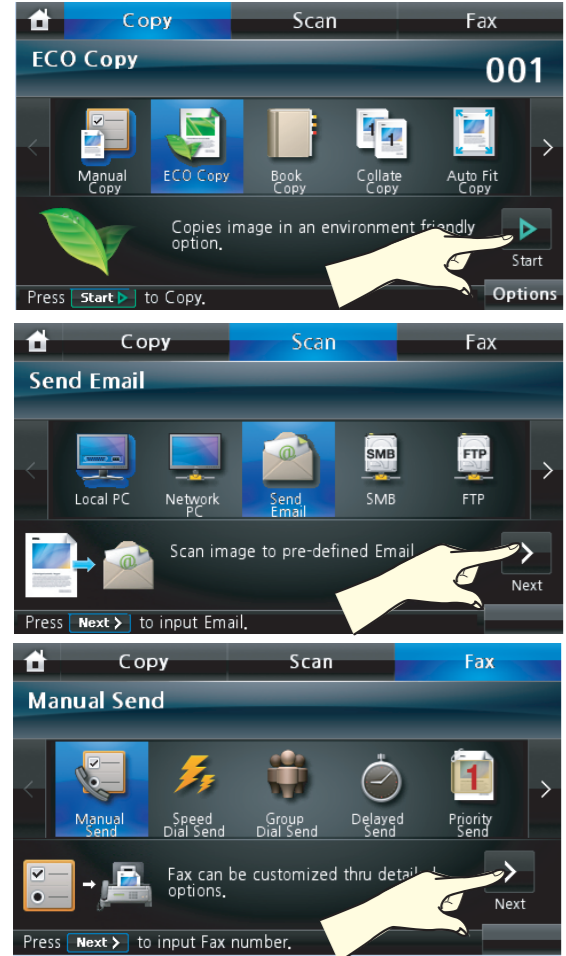 Copy Scan Fax
ECO Copy
001
Manual
Copy
ECO Copy
Book
Copy
Collate
Copy
Auto Fit
Copy
Copies image in an environment friendly
option.
Start
Press Start to Copy.
Options
Copy Scan Fax
Send Email
Local PC
Network
PC
Send
Email
SMB
SMB
FTP
FTP
Scan image to pre-defined Email
Next
Press Next > to input Email.
Copy Scan Fax
Manual Send
Manual
Send
Speed
Dial Send
Group
Dial Send
Delayed
Send
1
Priority
Send
Fax can be customized thru detailed
options.
Next
Press Next > to input Fax number.